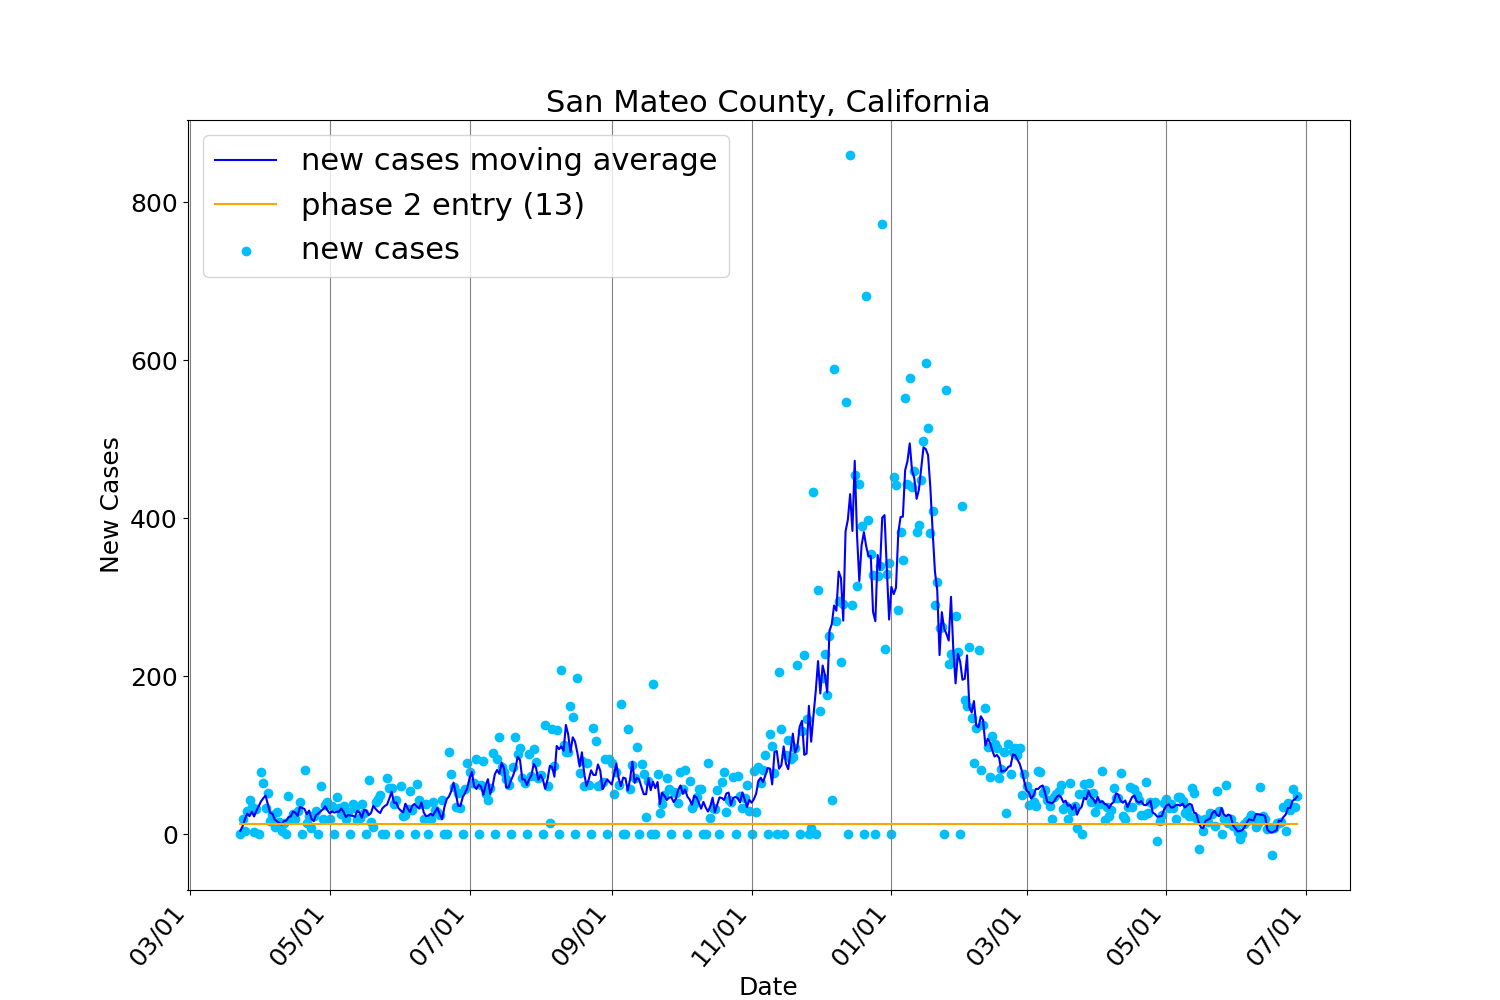 San Mateo County, California
new cases moving average
phase 2 entry (13)
new cases
800
600
400
200
0
New Cases
03/01
05/01
07/01
09/01
11/01
01/01
03/01
05/01
07/01
Date